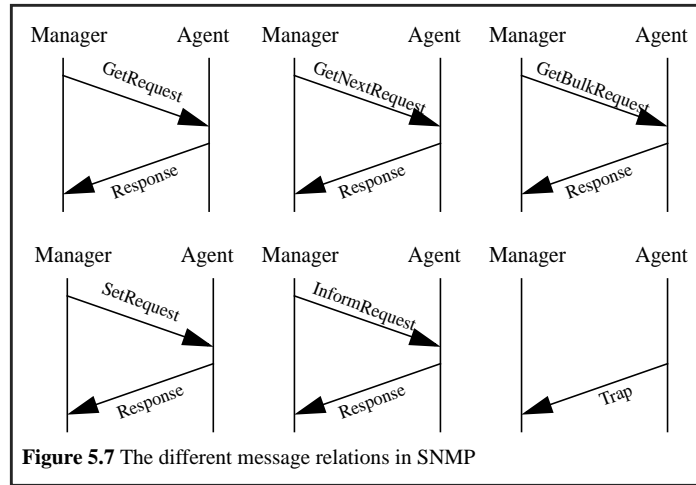 Manager Agent Manager Agent Manager Agent
GetRequest GetNextRequest GetBulkRequest
Response Response Response
Manager Agent Manager Agent Manager Agent
SetRequest InformRequest
Response Response Trap
Figure 5.7 The different message relations in SNMP